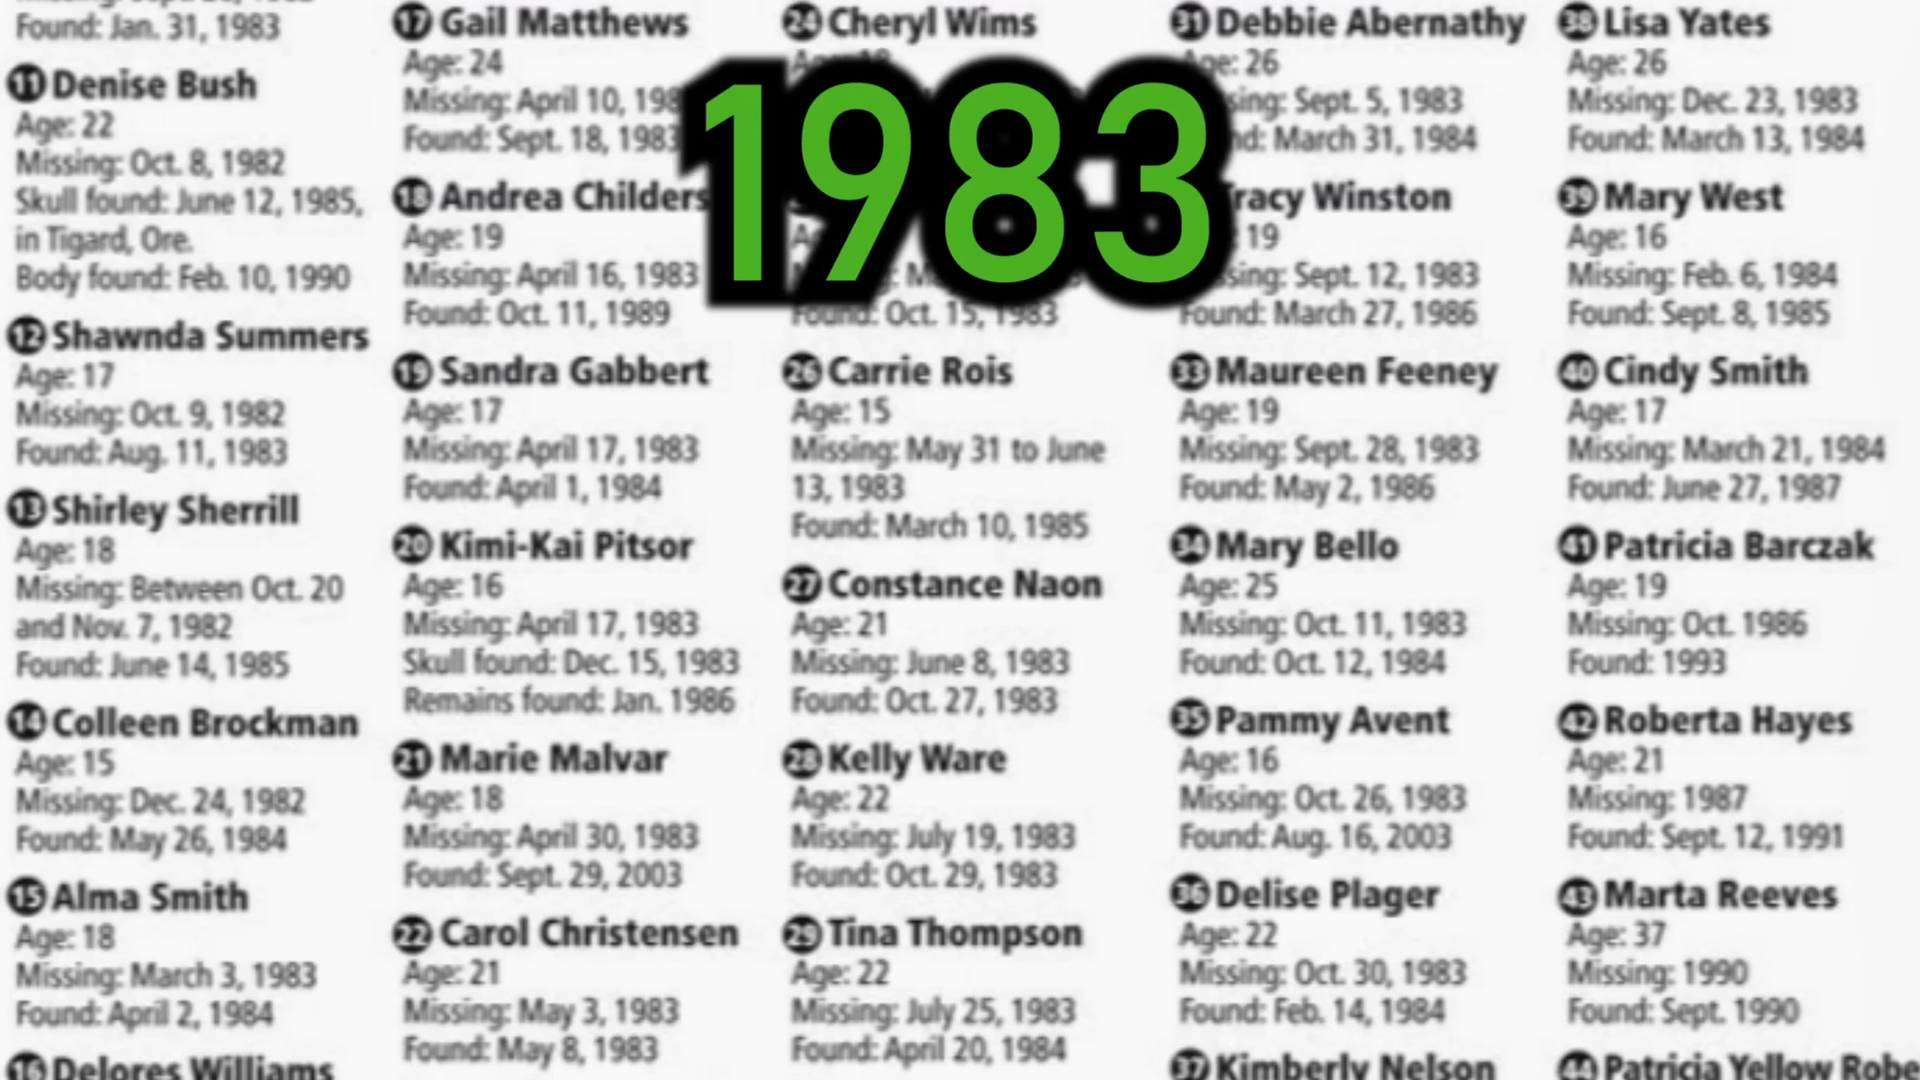 Found: Jan. 31, 1983
11 Denise Bush
Age: 22
Missing: Oct. 8, 1982
Skull found: June 12, 1985,
in Tigard, Ore.
Body found: Feb. 10, 1990
12 Shawnda Summers
Age: 17
Missing: Oct. 9, 1982
Found: Aug. 11, 1983
13 Shirley Sherrill
Age: 18
Missing: Between Oct. 20
and Nov. 7, 1982
Found: June 14, 1985
14 Colleen Brockman
Age: 15
Missing: Dec. 24, 1982
Found: May 26, 1984
15 Alma Smith
Age: 18
Missing: March 3, 1983
Found: April 2, 1984
16 Delores Williams
17 Gail Matthews
Age: 24
Missing: April 10, 198
Found: Sept. 18, 1983
18 Andrea Childers
Age: 19
Missing: April 16, 1983
Found: Oct. 11, 1989
19 Sandra Gabbert
Age: 17
Missing: April 17, 1983
Found: April 1, 1984
20 Kimi-Kai Pitsor
Age: 16
Missing: April 17, 1983
Skull found: Dec. 15, 1983
Remains found: Jan. 1986
21 Marie Malvar
Age: 18
Missing: April 30, 1983
Found: Sept. 29, 2003
22 Carol Christensen
Age: 21
Missing: May 3, 1983
Found: May 8, 1983
24 Cheryl Wims
1983
Found: Oct. 15, 1983
26 Carrie Rois
Age: 15
Missing: May 31 to June
13, 1983
Found: March 10, 1985
27 Constance Naon
Age: 21
Missing: June 8, 1983
Found: Oct. 27, 1983
28 Kelly Ware
Age: 22
Missing: July 19, 1983
Found: Oct. 29, 1983
29 Tina Thompson
Age: 22
Missing: July 25, 1983
Found: April 20, 1984
31 Debbie Abernathy
26
Sept. 5, 1983
March 31, 1984
Tracy Winston
19
Sept. 12, 1983
Found: March 27, 1986
33 Maureen Feeney
Age: 19
Missing: Sept. 28, 1983
Found: May 2, 1986
34 Mary Bello
Age: 25
Missing: Oct. 11, 1983
Found: Oct. 12, 1984
35 Pammy Avent
Age: 16
Missing: Oct. 26, 1983
Found: Aug. 16, 2003
36 Delise Plager
Age: 22
Missing: Oct. 30, 1983
Found: Feb. 14, 1984
37 Kimberly Nelson
38 Lisa Yates
Age: 26
Missing: Dec. 23, 1983
Found: March 13, 1984
39 Mary West
Age: 16
Missing: Feb. 6, 1984
Found: Sept. 8, 1985
40 Cindy Smith
Age: 17
Missing: March 21, 1984
Found: June 27, 1987
41 Patricia Barczak
Age: 19
Missing: Oct. 1986
Found: 1993
42 Roberta Hayes
Age: 21
Missing: 1987
Found: Sept. 12, 1991
43 Marta Reeves
Age: 37
Missing: 1990
Found: Sept. 1990
44 Patricia Yellow Robe